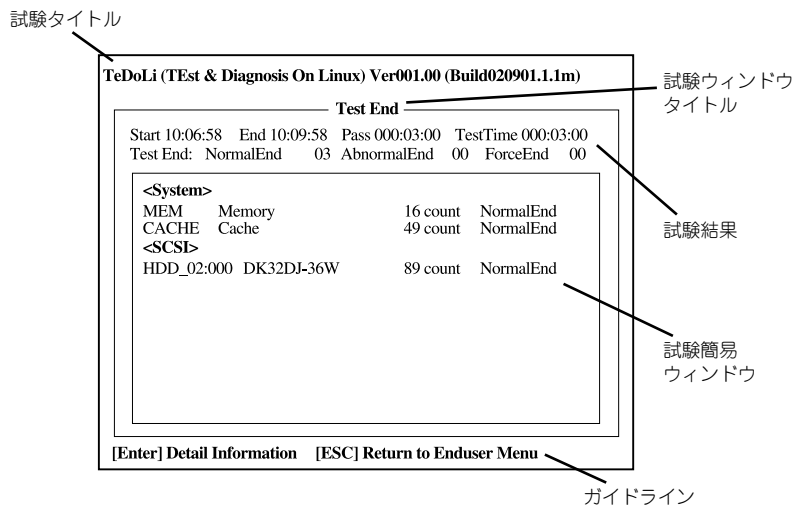 試験タイトル
TeDoLi (TEst & Diagnosis On Linux) Ver001.00 (Build020901.1.1m)
試験ウィンドウ
タイトル
Test End
Start 10:06:58 End 10:09:58 Pass 000:03:00 TestTime 000:03:00
Test End: NormalEnd 03 AbnormalEnd 00 ForceEnd 00
試験結果
<System>
MEM Memory 16 count NormalEnd
CACHE Cache 49 count NormalEnd
<SCSI>
HDD_02:000 DK32DJ-36W 89 count NormalEnd
試験簡易
ウィンドウ
[Enter] Detail Information [ESC] Return to Enduser Menu
ガイドライン